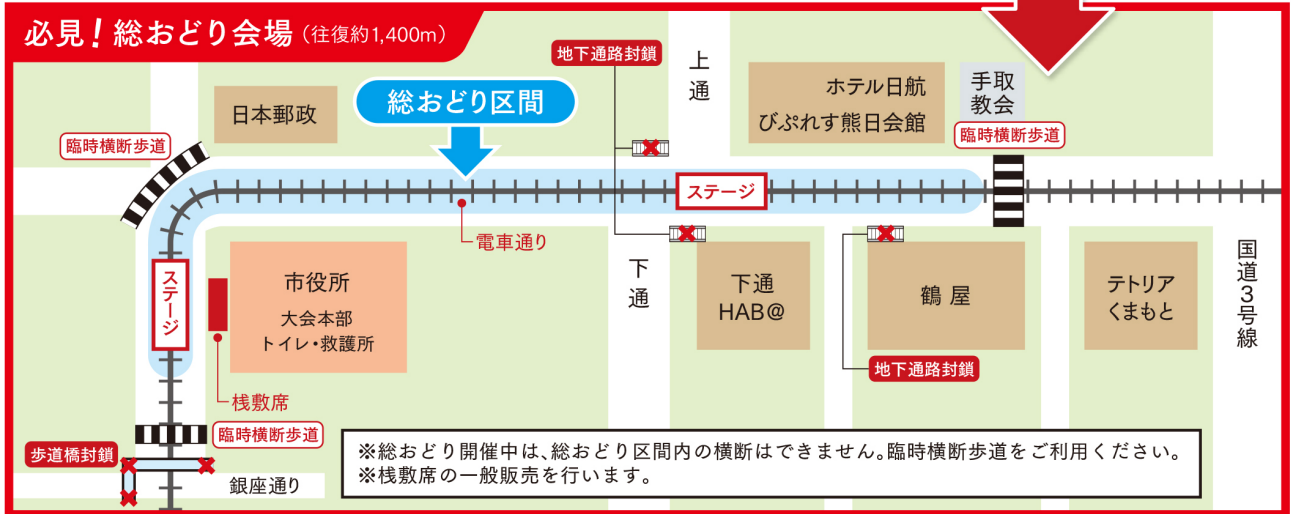 必見！総おどり会場（往復約1,400m）
地下通路封鎖
上通
ホテル日航
びぷれす熊日会館
手取
教会
臨時横断歩道
日本郵政
総おどり区間
臨時横断歩道
ステージ
電車通り
ステージ
市役所
大会本部
トイレ・救護所
桟敷席
下通
下通
HAB@
鶴屋
テトリア
くまもと
国道3号線
地下通路封鎖
臨時横断歩道
歩道橋封鎖
銀座通り
※総おどり開催中は、総おどり区間内の横断はできません。臨時横断歩道をご利用ください。
※桟敷席の一般販売を行います。